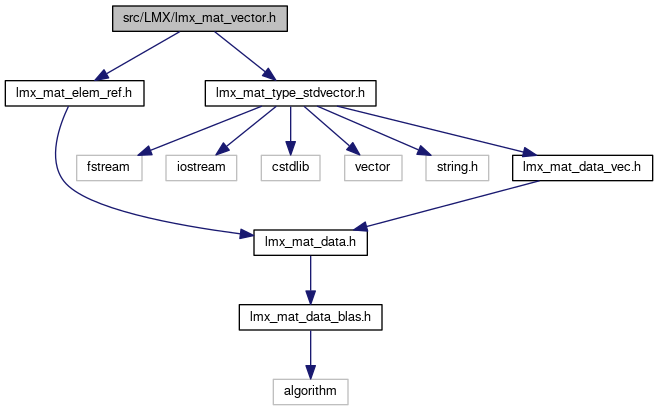 src/LMX/lmx_mat_vector.h
lmx_mat_elem_ref.h
lmx_mat_type_stdvector.h
fstream
iostream
cstdlib
vector
string.h
lmx_mat_data_vec.h
lmx_mat_data.h
lmx_mat_data_blas.h
algorithm